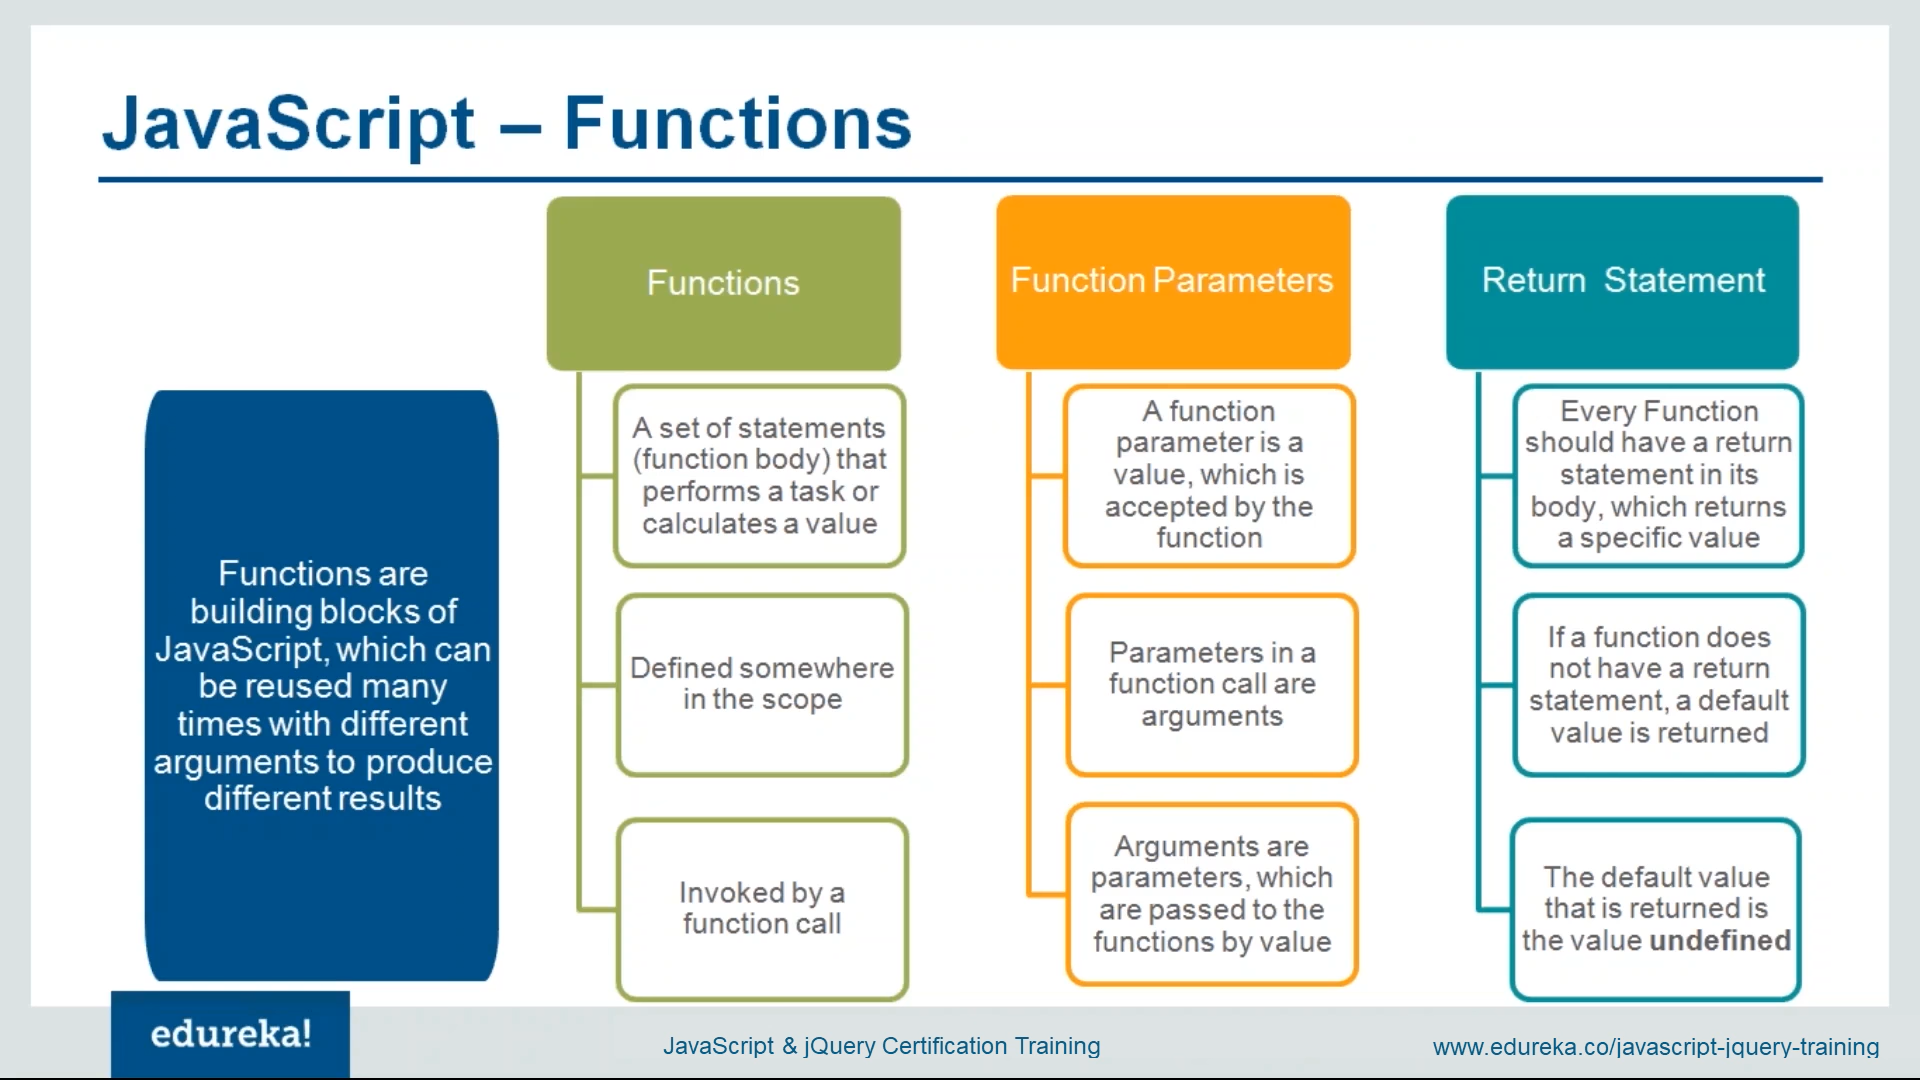 JavaScript – Functions
Functions are
building blocks of
JavaScript, which can
be reused many
times with different
arguments to produce
different results
Functions
A set of statements
(function body) that
performs a task or
calculates a value
Defined somewhere
in the scope
Invoked by a
function call
Function Parameters
A function
parameter is a
value, which is
accepted by the
function
Parameters in a
function call are
arguments
Arguments are
parameters, which
are passed to the
functions by value
Return Statement
Every Function
should have a return
statement in its
body, which returns
a specific value
If a function does
not have a return
statement, a default
value is returned
The default value
that is returned is
the value undefined
edureka!
JavaScript & jQuery Certification Training
www.edureka.co/javascript-jquery-training